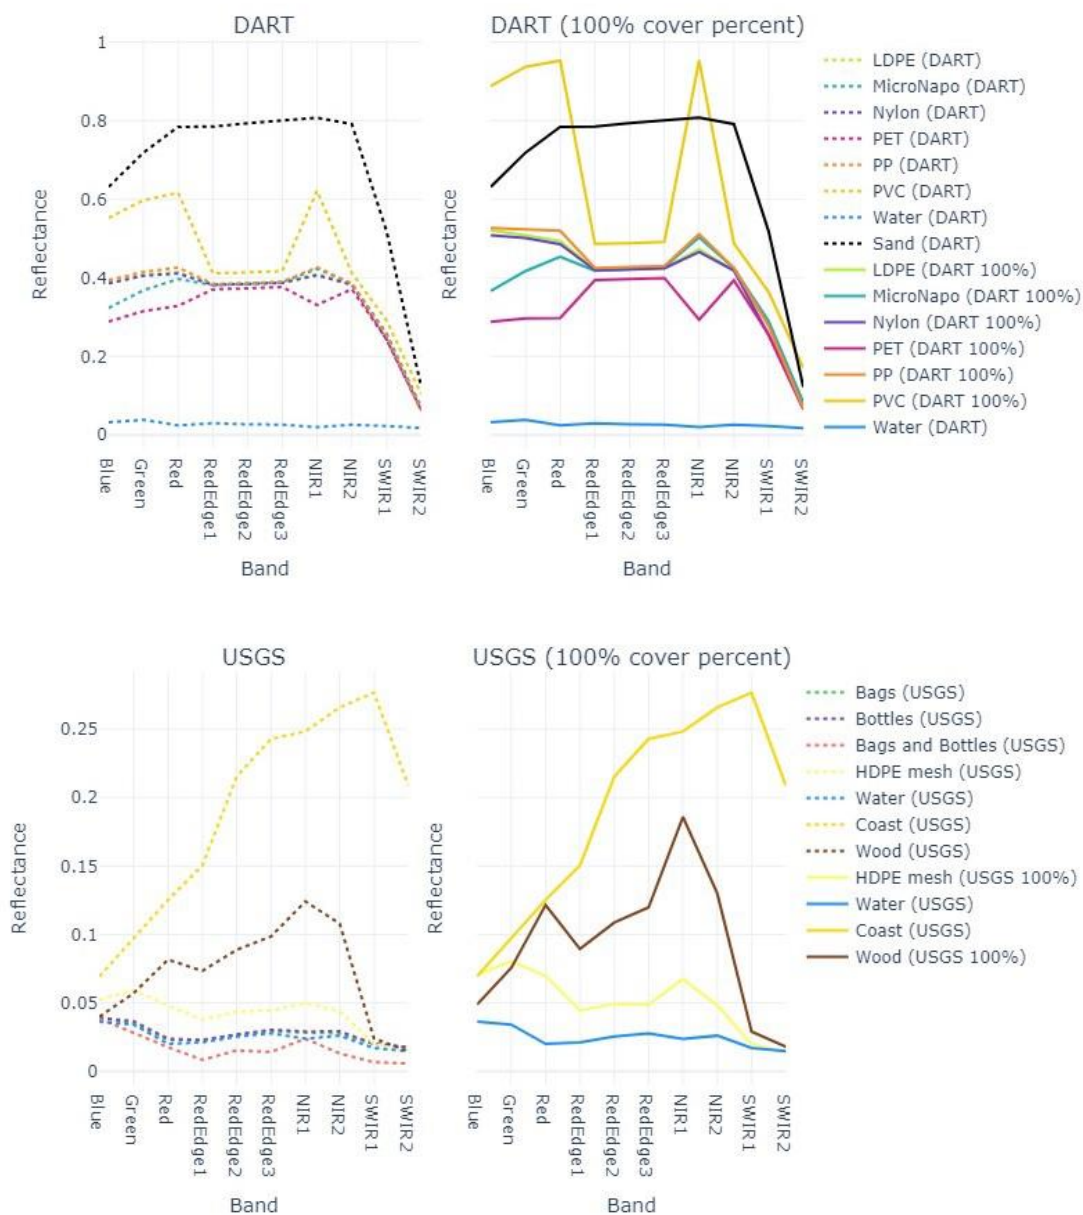 DART
DART (100% cover percent)
1
0.8
0.6
0.4
0.2
0
Reflectance
Reflectance
Blue
Green
Red
RedEdge1
RedEdge2
RedEdge3
NIR1
NIR2
SWIR1
SWIR2
Band
Blue
Green
Red
RedEdge1
RedEdge2
RedEdge3
NIR1
NIR2
SWIR1
SWIR2
Band
LDPE (DART)
MicroNapo (DART)
Nylon (DART)
PET (DART)
PP (DART)
PVC (DART)
Water (DART)
Sand (DART)
LDPE (DART 100%)
MicroNapo (DART 100%)
Nylon (DART 100%)
PET (DART 100%)
PP (DART 100%)
PVC (DART 100%)
Water (DART)
USGS
USGS (100% cover percent)
0.25
0.2
0.15
0.1
0.05
0
Reflectance
Reflectance
Blue
Green
Red
RedEdge1
RedEdge2
RedEdge3
NIR1
NIR2
SWIR1
SWIR2
Band
Blue
Green
Red
RedEdge1
RedEdge2
RedEdge3
NIR1
NIR2
SWIR1
SWIR2
Band
Bags (USGS)
Bottles (USGS)
Bags and Bottles (USGS)
HDPE mesh (USGS)
Water (USGS)
Coast (USGS)
Wood (USGS)
HDPE mesh (USGS 100%)
Water (USGS)
Coast (USGS)
Wood (USGS 100%)